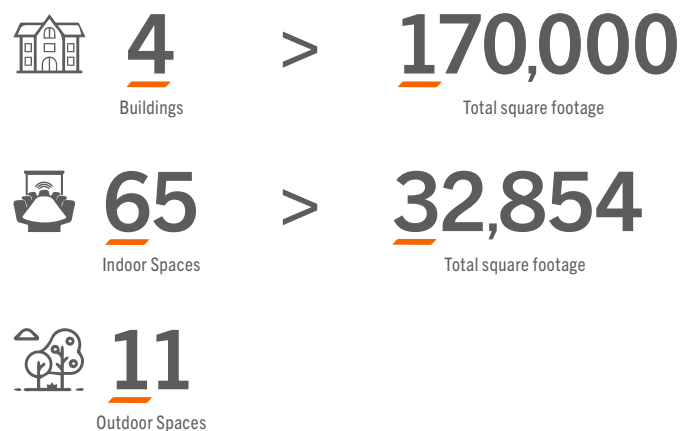 4 > 170,000
Buildings Total square footage
65 > 32,854
Indoor Spaces Total square footage
11
Outdoor Spaces